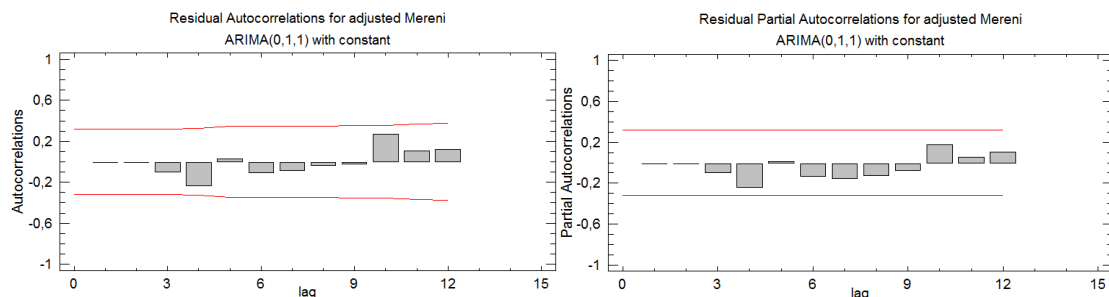 Residual Autocorrelations for adjusted Mereni
ARIMA(0,1,1) with constant
Autocorrelations
1
0,6
0,2
-0,2
-0,6
-1
0 3 6 9 12 15
lag
Residual Partial Autocorrelations for adjusted Mereni
ARIMA(0,1,1) with constant
Partial Autocorrelations
1
0,6
0,2
-0,2
-0,6
-1
0 3 6 9 12 15
lag